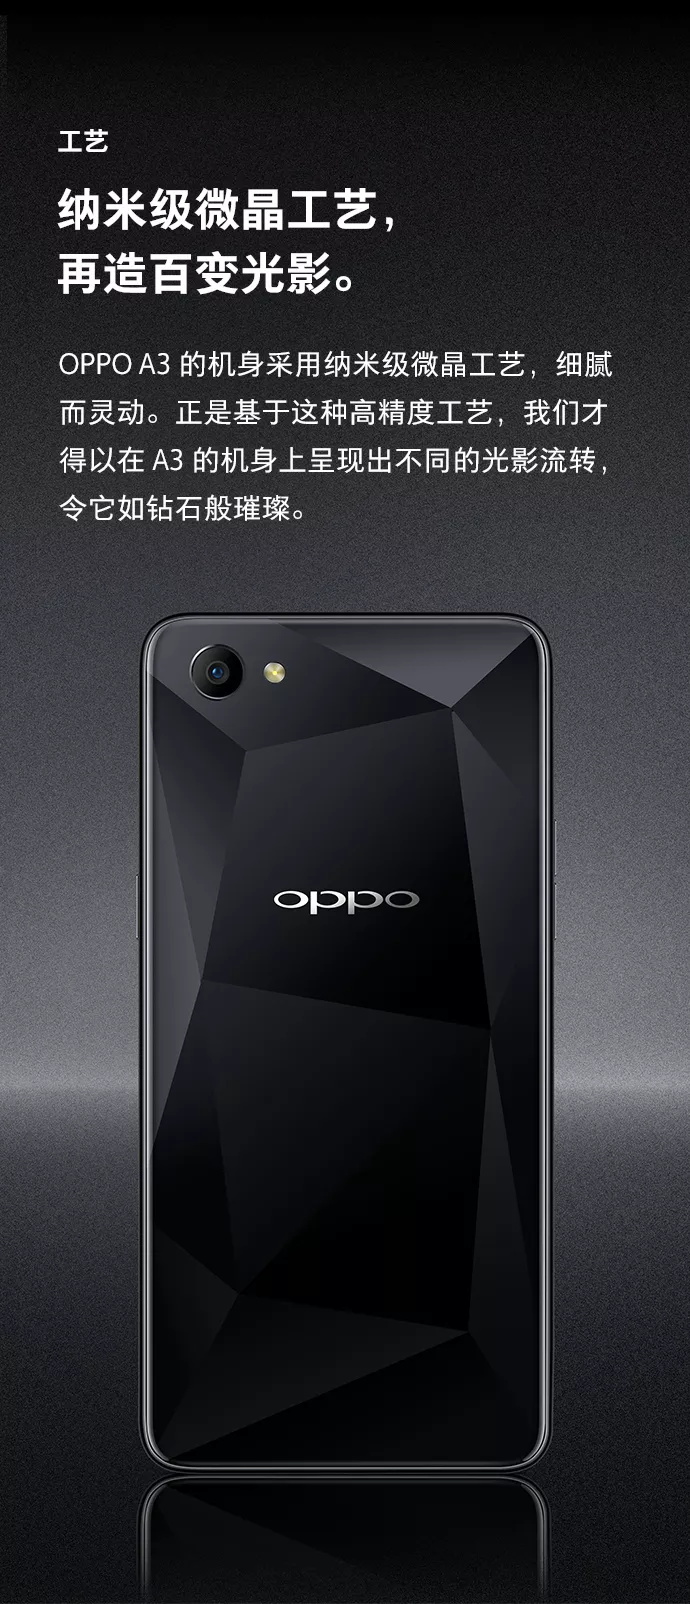 工艺
纳米级微晶工艺，
再造百变光影。
OPPO A3 的机身采用纳米级微晶工艺，细腻
而灵动。正是基于这种高精度工艺，我们才
得以在 A3 的机身上呈现出不同的光影流转，
令它如钻石般璀璨。
oppo